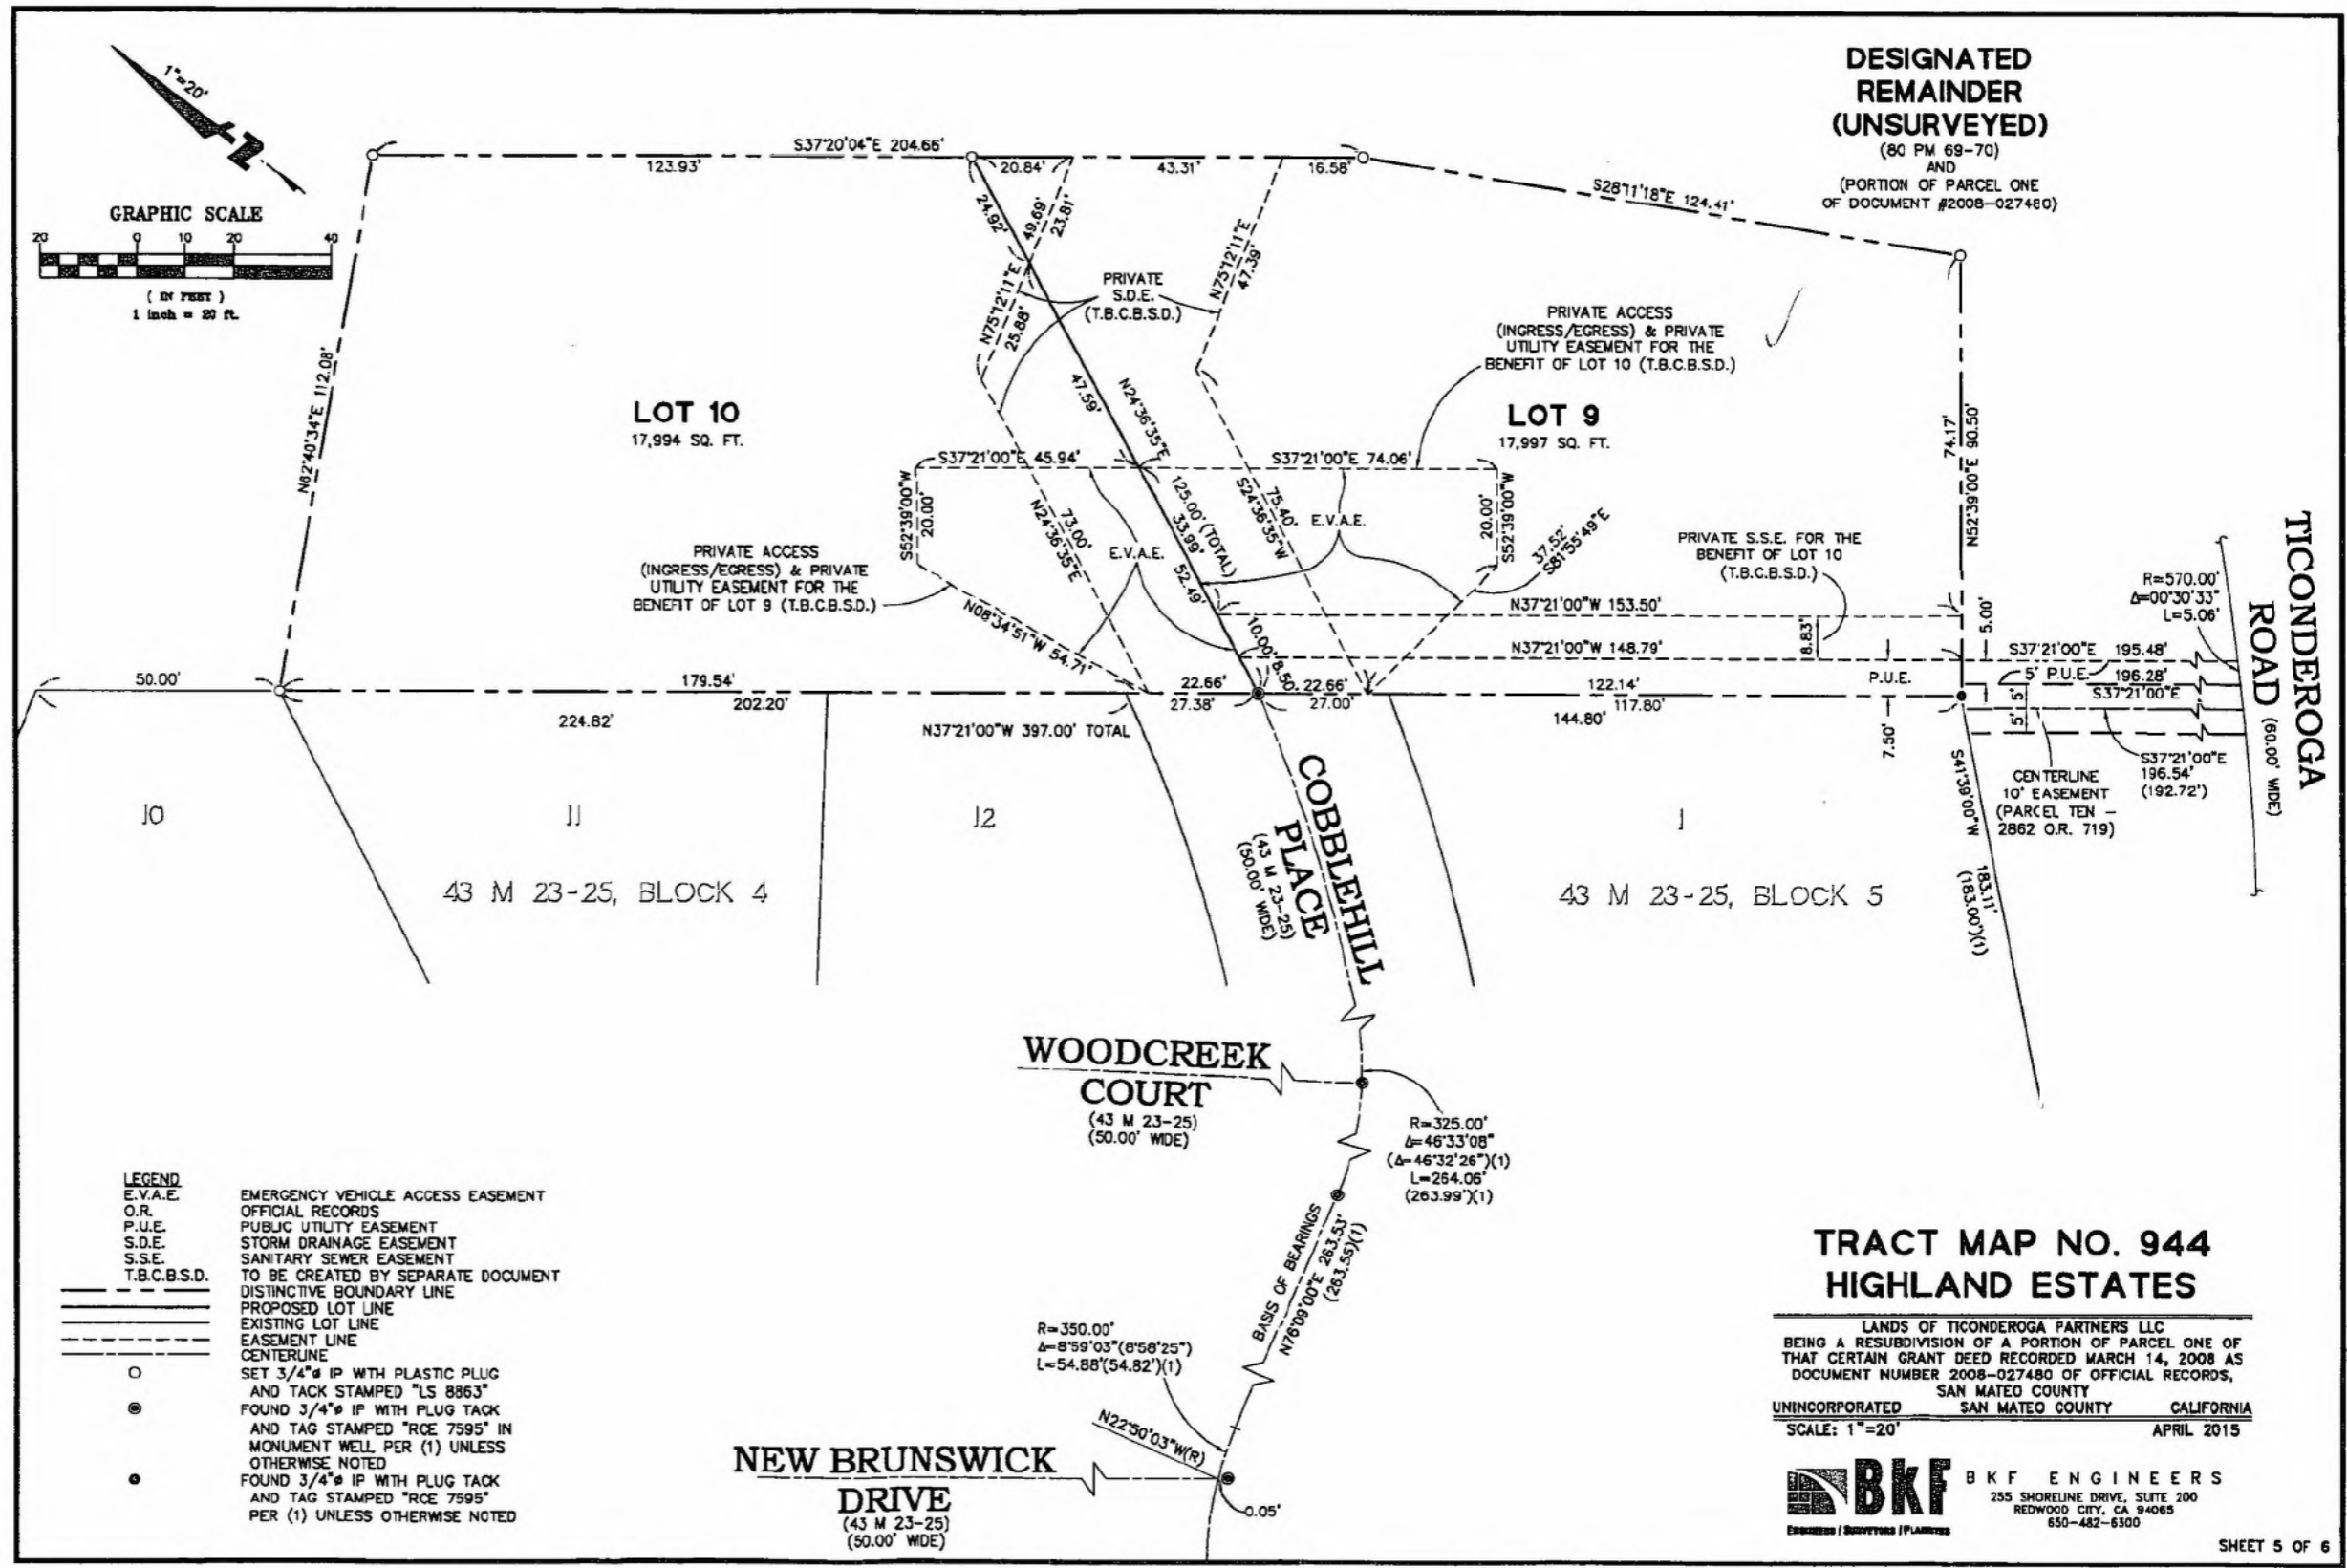 1"=20'
GRAPHIC SCALE
20 0 10 20 40
( IN FEET )
1 inch = 20 ft.
DESIGNATED
REMAINDER
(UNSURVEYED)
(80 PM 69-70)
AND
(PORTION OF PARCEL ONE
OF DOCUMENT #2008-027480)
S37°20'04"E 204.66'
123.93'
20.84'
43.31'
16.58'
S28°11'18"E 124.41'
24.92'
49.69'
23.81'
N75°12'11"E
25.88'
N75°12'11"E
47.39'
PRIVATE
S.D.E.
(T.B.C.B.S.D.)
PRIVATE ACCESS
(INGRESS/EGRESS) & PRIVATE
UTILITY EASEMENT FOR THE
BENEFIT OF LOT 10 (T.B.C.B.S.D.)
N62°40'34"E 112.08'
LOT 10
17,994 SQ. FT.
47.59'
N24°36'35"E
LOT 9
17,997 SQ. FT.
74.17'
N52°39'00"E 90.50'
S37°21'00"E 45.94'
S37°21'00"E 74.06'
S52°39'00"W
20.00'
73.00'
N24°36'35"E
125.00' (TOTAL)
33.99'
52.49'
75.40'
S24°36'35"W
E.V.A.E.
E.V.A.E.
20.00'
S52°39'00"W
37.52'
S81°55'49"E
PRIVATE ACCESS
(INGRESS/EGRESS) & PRIVATE
UTILITY EASEMENT FOR THE
BENEFIT OF LOT 9 (T.B.C.B.S.D.)
N08°34'51"W 54.71'
PRIVATE S.S.E. FOR THE
BENEFIT OF LOT 10
(T.B.C.B.S.D.)
N37°21'00"W 153.50'
10.00'
8.50'
N37°21'00"W 148.79'
8.83'
5.00'
R=570.00'
Δ=00°30'33"
L=5.06'
TICONDEROGA
ROAD (60.00' WIDE)
S37°21'00"E 195.48'
5' P.U.E. 196.28'
S37°21'00"E
5'
5'
P.U.E.
50.00'
179.54'
22.66'
22.66'
122.14'
202.20'
27.38'
27.00'
117.80'
224.82'
144.80'
N37°21'00"W 397.00' TOTAL
7.50'
S37°21'00"E
196.54'
(192.72')
CENTERLINE
10' EASEMENT
(PARCEL TEN -
2862 O.R. 719)
S41°39'00"W
183.11'
(183.00')(1)
10
11
12
1
43 M 23-25, BLOCK 4
43 M 23-25, BLOCK 5
COBBLEHILL
PLACE
(43 M 23-25)
(50.00' WIDE)
WOODCREEK
COURT
(43 M 23-25)
(50.00' WIDE)
R=325.00'
Δ=46°33'08"
(Δ=46°32'26")(1)
L=264.06'
(263.99')(1)
BASIS OF BEARINGS
N76°09'00"E 263.53'
(263.55)(1)
R=350.00'
Δ=8°59'03"(8°58'25")
L=54.88'(54.82')(1)
N22°50'03"W(R)
NEW BRUNSWICK
DRIVE
(43 M 23-25)
(50.00' WIDE)
0.05'
LEGEND
E.V.A.E. EMERGENCY VEHICLE ACCESS EASEMENT
O.R. OFFICIAL RECORDS
P.U.E. PUBLIC UTILITY EASEMENT
S.D.E. STORM DRAINAGE EASEMENT
S.S.E. SANITARY SEWER EASEMENT
T.B.C.B.S.D. TO BE CREATED BY SEPARATE DOCUMENT
DISTINCTIVE BOUNDARY LINE
PROPOSED LOT LINE
EXISTING LOT LINE
EASEMENT LINE
CENTERLINE
SET 3/4"ø IP WITH PLASTIC PLUG
AND TACK STAMPED "LS 8863"
FOUND 3/4"ø IP WITH PLUG TACK
AND TAG STAMPED "RCE 7595" IN
MONUMENT WELL PER (1) UNLESS
OTHERWISE NOTED
FOUND 3/4"ø IP WITH PLUG TACK
AND TAG STAMPED "RCE 7595"
PER (1) UNLESS OTHERWISE NOTED
TRACT MAP NO. 944
HIGHLAND ESTATES
LANDS OF TICONDEROGA PARTNERS LLC
BEING A RESUBDIVISION OF A PORTION OF PARCEL ONE OF
THAT CERTAIN GRANT DEED RECORDED MARCH 14, 2008 AS
DOCUMENT NUMBER 2008-027480 OF OFFICIAL RECORDS,
SAN MATEO COUNTY
UNINCORPORATED SAN MATEO COUNTY CALIFORNIA
SCALE: 1"=20' APRIL 2015
BKF
ENGINEERS / SURVEYORS / PLANNERS
BKF ENGINEERS
255 SHORELINE DRIVE, SUITE 200
REDWOOD CITY, CA 94065
650-482-6300
SHEET 5 OF 6